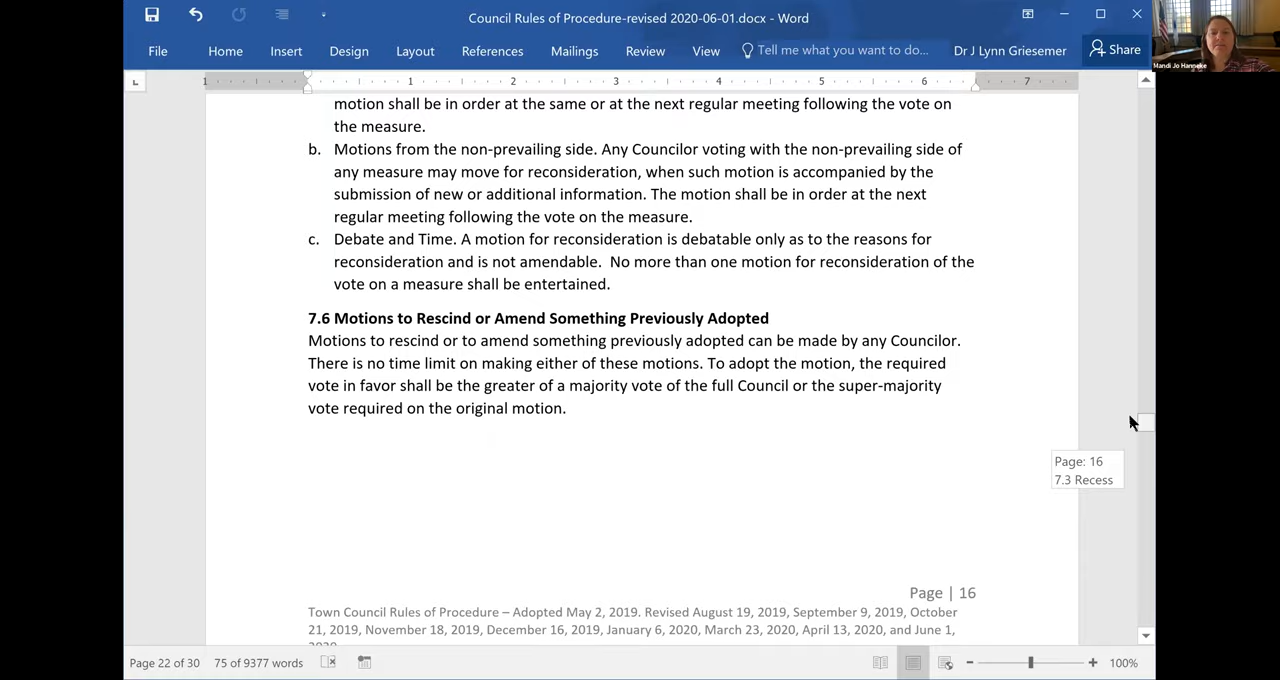 Council Rules of Procedure-revised 2020-06-01.docx - Word
File Home Insert Design Layout References Mailings Review View Tell me what you want to do... Dr J Lynn Griesemer Share
Mandi Jo Hanneke
1 1 2 3 4 5 6 7
motion shall be in order at the same or at the next regular meeting following the vote on
the measure.
b. Motions from the non-prevailing side. Any Councilor voting with the non-prevailing side of
any measure may move for reconsideration, when such motion is accompanied by the
submission of new or additional information. The motion shall be in order at the next
regular meeting following the vote on the measure.
c. Debate and Time. A motion for reconsideration is debatable only as to the reasons for
reconsideration and is not amendable.  No more than one motion for reconsideration of the
vote on a measure shall be entertained.
7.6 Motions to Rescind or Amend Something Previously Adopted
Motions to rescind or to amend something previously adopted can be made by any Councilor.
There is no time limit on making either of these motions. To adopt the motion, the required
vote in favor shall be the greater of a majority vote of the full Council or the super-majority
vote required on the original motion.
Page: 16
7.3 Recess
Page | 16
Town Council Rules of Procedure – Adopted May 2, 2019. Revised August 19, 2019, September 9, 2019, October
21, 2019, November 18, 2019, December 16, 2019, January 6, 2020, March 23, 2020, April 13, 2020, and June 1,
Page 22 of 30 75 of 9377 words 100%